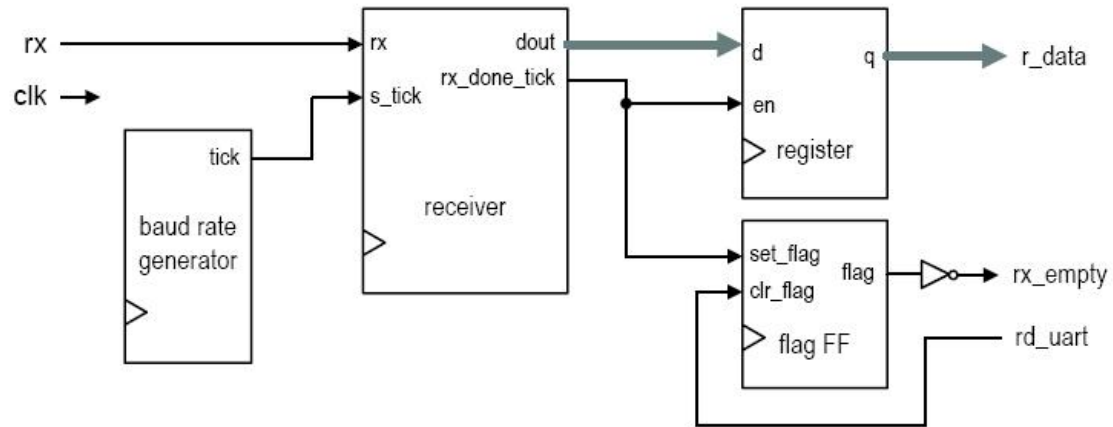 rx
clk
tick
baud rate
generator
rx
s_tick
dout
rx_done_tick
receiver
d
q
en
register
r_data
set_flag
clr_flag
flag
flag FF
rx_empty
rd_uart